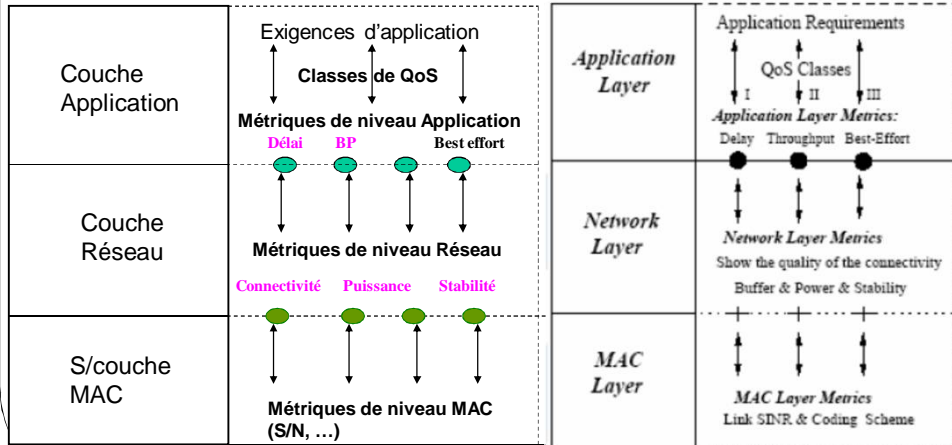 Couche
Application
Exigences d'application
Classes de QoS
Métriques de niveau Application
Délai BP Best effort
Couche
Réseau
Métriques de niveau Réseau
Connectivité Puissance Stabilité
S/couche
MAC
Métriques de niveau MAC
(S/N, ...)
Application
Layer
Application Requirements
QoS Classes
I II III
Application Layer Metrics:
Delay Throughput Best-Effort
Network
Layer
Network Layer Metrics
Show the quality of the connectivity
Buffer & Power & Stability
MAC
Layer
MAC Layer Metrics
Link SINR & Coding Scheme